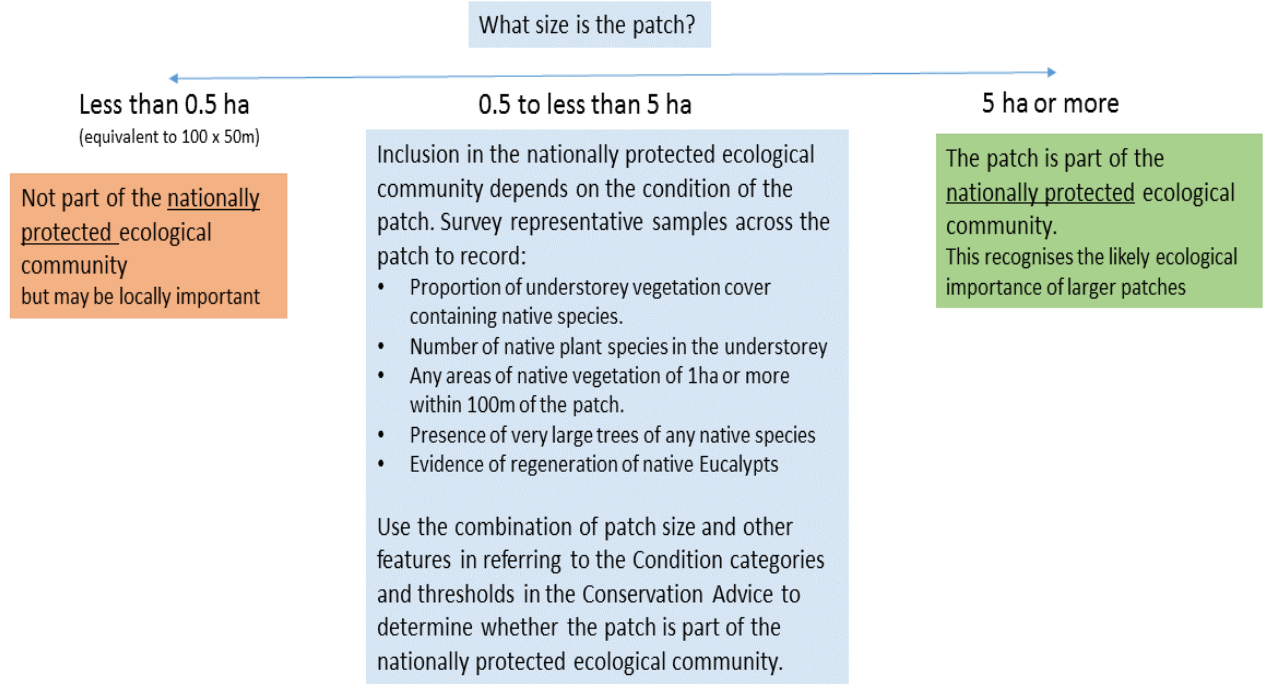 What size is the patch?
Less than 0.5 ha
(equivalent to 100 x 50m)
Not part of the nationally
protected ecological
community
but may be locally important
0.5 to less than 5 ha
Inclusion in the nationally protected ecological
community depends on the condition of the
patch. Survey representative samples across the
patch to record:
• Proportion of understorey vegetation cover
containing native species.
• Number of native plant species in the understorey
• Any areas of native vegetation of 1ha or more
within 100m of the patch.
• Presence of very large trees of any native species
• Evidence of regeneration of native Eucalypts
Use the combination of patch size and other
features in referring to the Condition categories
and thresholds in the Conservation Advice to
determine whether the patch is part of the
nationally protected ecological community.
5 ha or more
The patch is part of the
nationally protected ecological
community.
This recognises the likely ecological
importance of larger patches